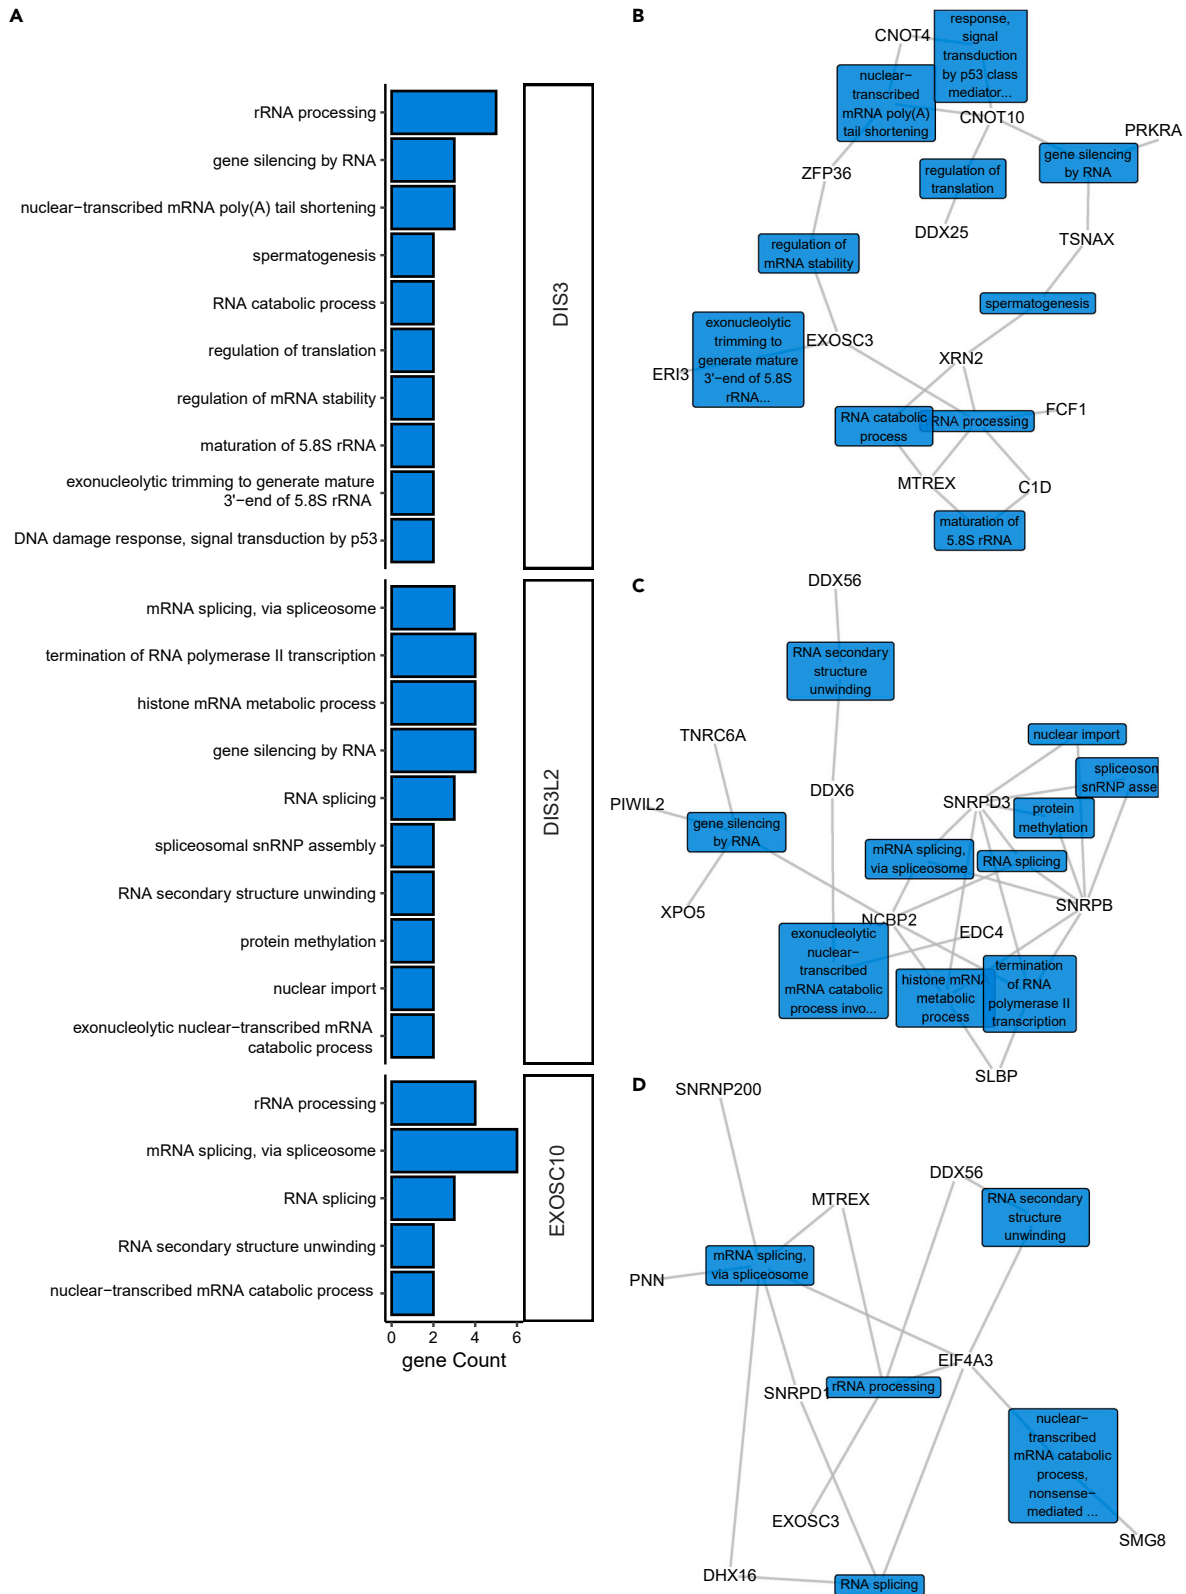 A
rRNA processing
gene silencing by RNA
nuclear−transcribed mRNA poly(A) tail shortening
spermatogenesis
RNA catabolic process
regulation of translation
regulation of mRNA stability
maturation of 5.8S rRNA
exonucleolytic trimming to generate mature
3'−end of 5.8S rRNA
DNA damage response, signal transduction by p53
DIS3
mRNA splicing, via spliceosome
termination of RNA polymerase II transcription
histone mRNA metabolic process
gene silencing by RNA
RNA splicing
spliceosomal snRNP assembly
RNA secondary structure unwinding
protein methylation
nuclear import
exonucleolytic nuclear−transcribed mRNA
catabolic process
DIS3L2
rRNA processing
mRNA splicing, via spliceosome
RNA splicing
RNA secondary structure unwinding
nuclear−transcribed mRNA catabolic process
EXOSC10
0 2 4 6
gene Count
B
CNOT4
response,
signal
transduction
by p53 class
mediator...
nuclear−
transcribed
mRNA poly(A)
tail shortening
CNOT10
PRKRA
gene silencing
by RNA
ZFP36
regulation of
translation
DDX25
TSNAX
regulation of
mRNA stability
spermatogenesis
exonucleolytic
trimming to
generate mature
3'−end of 5.8S
rRNA...
EXOSC3
ERI3
XRN2
FCF1
RNA catabolic
process
RNA processing
MTREX
C1D
maturation of
5.8S rRNA
C
DDX56
RNA secondary
structure
unwinding
TNRC6A
nuclear import
spliceoson
snRNP asse
PIWIL2
DDX6
SNRPD3
protein
methylation
gene silencing
by RNA
mRNA splicing,
via spliceosome
RNA splicing
XPO5
NCBP2
SNRPB
EDC4
exonucleolytic
nuclear−
transcribed
mRNA catabolic
process invo...
histone mRNA
metabolic
process
termination
of RNA
polymerase II
transcription
SLBP
D
SNRNP200
DDX56
MTREX
RNA secondary
structure
unwinding
mRNA splicing,
via spliceosome
PNN
EIF4A3
SNRPD1
rRNA processing
nuclear−
transcribed
mRNA catabolic
process,
nonsense−
mediated ...
EXOSC3
SMG8
DHX16
RNA splicing